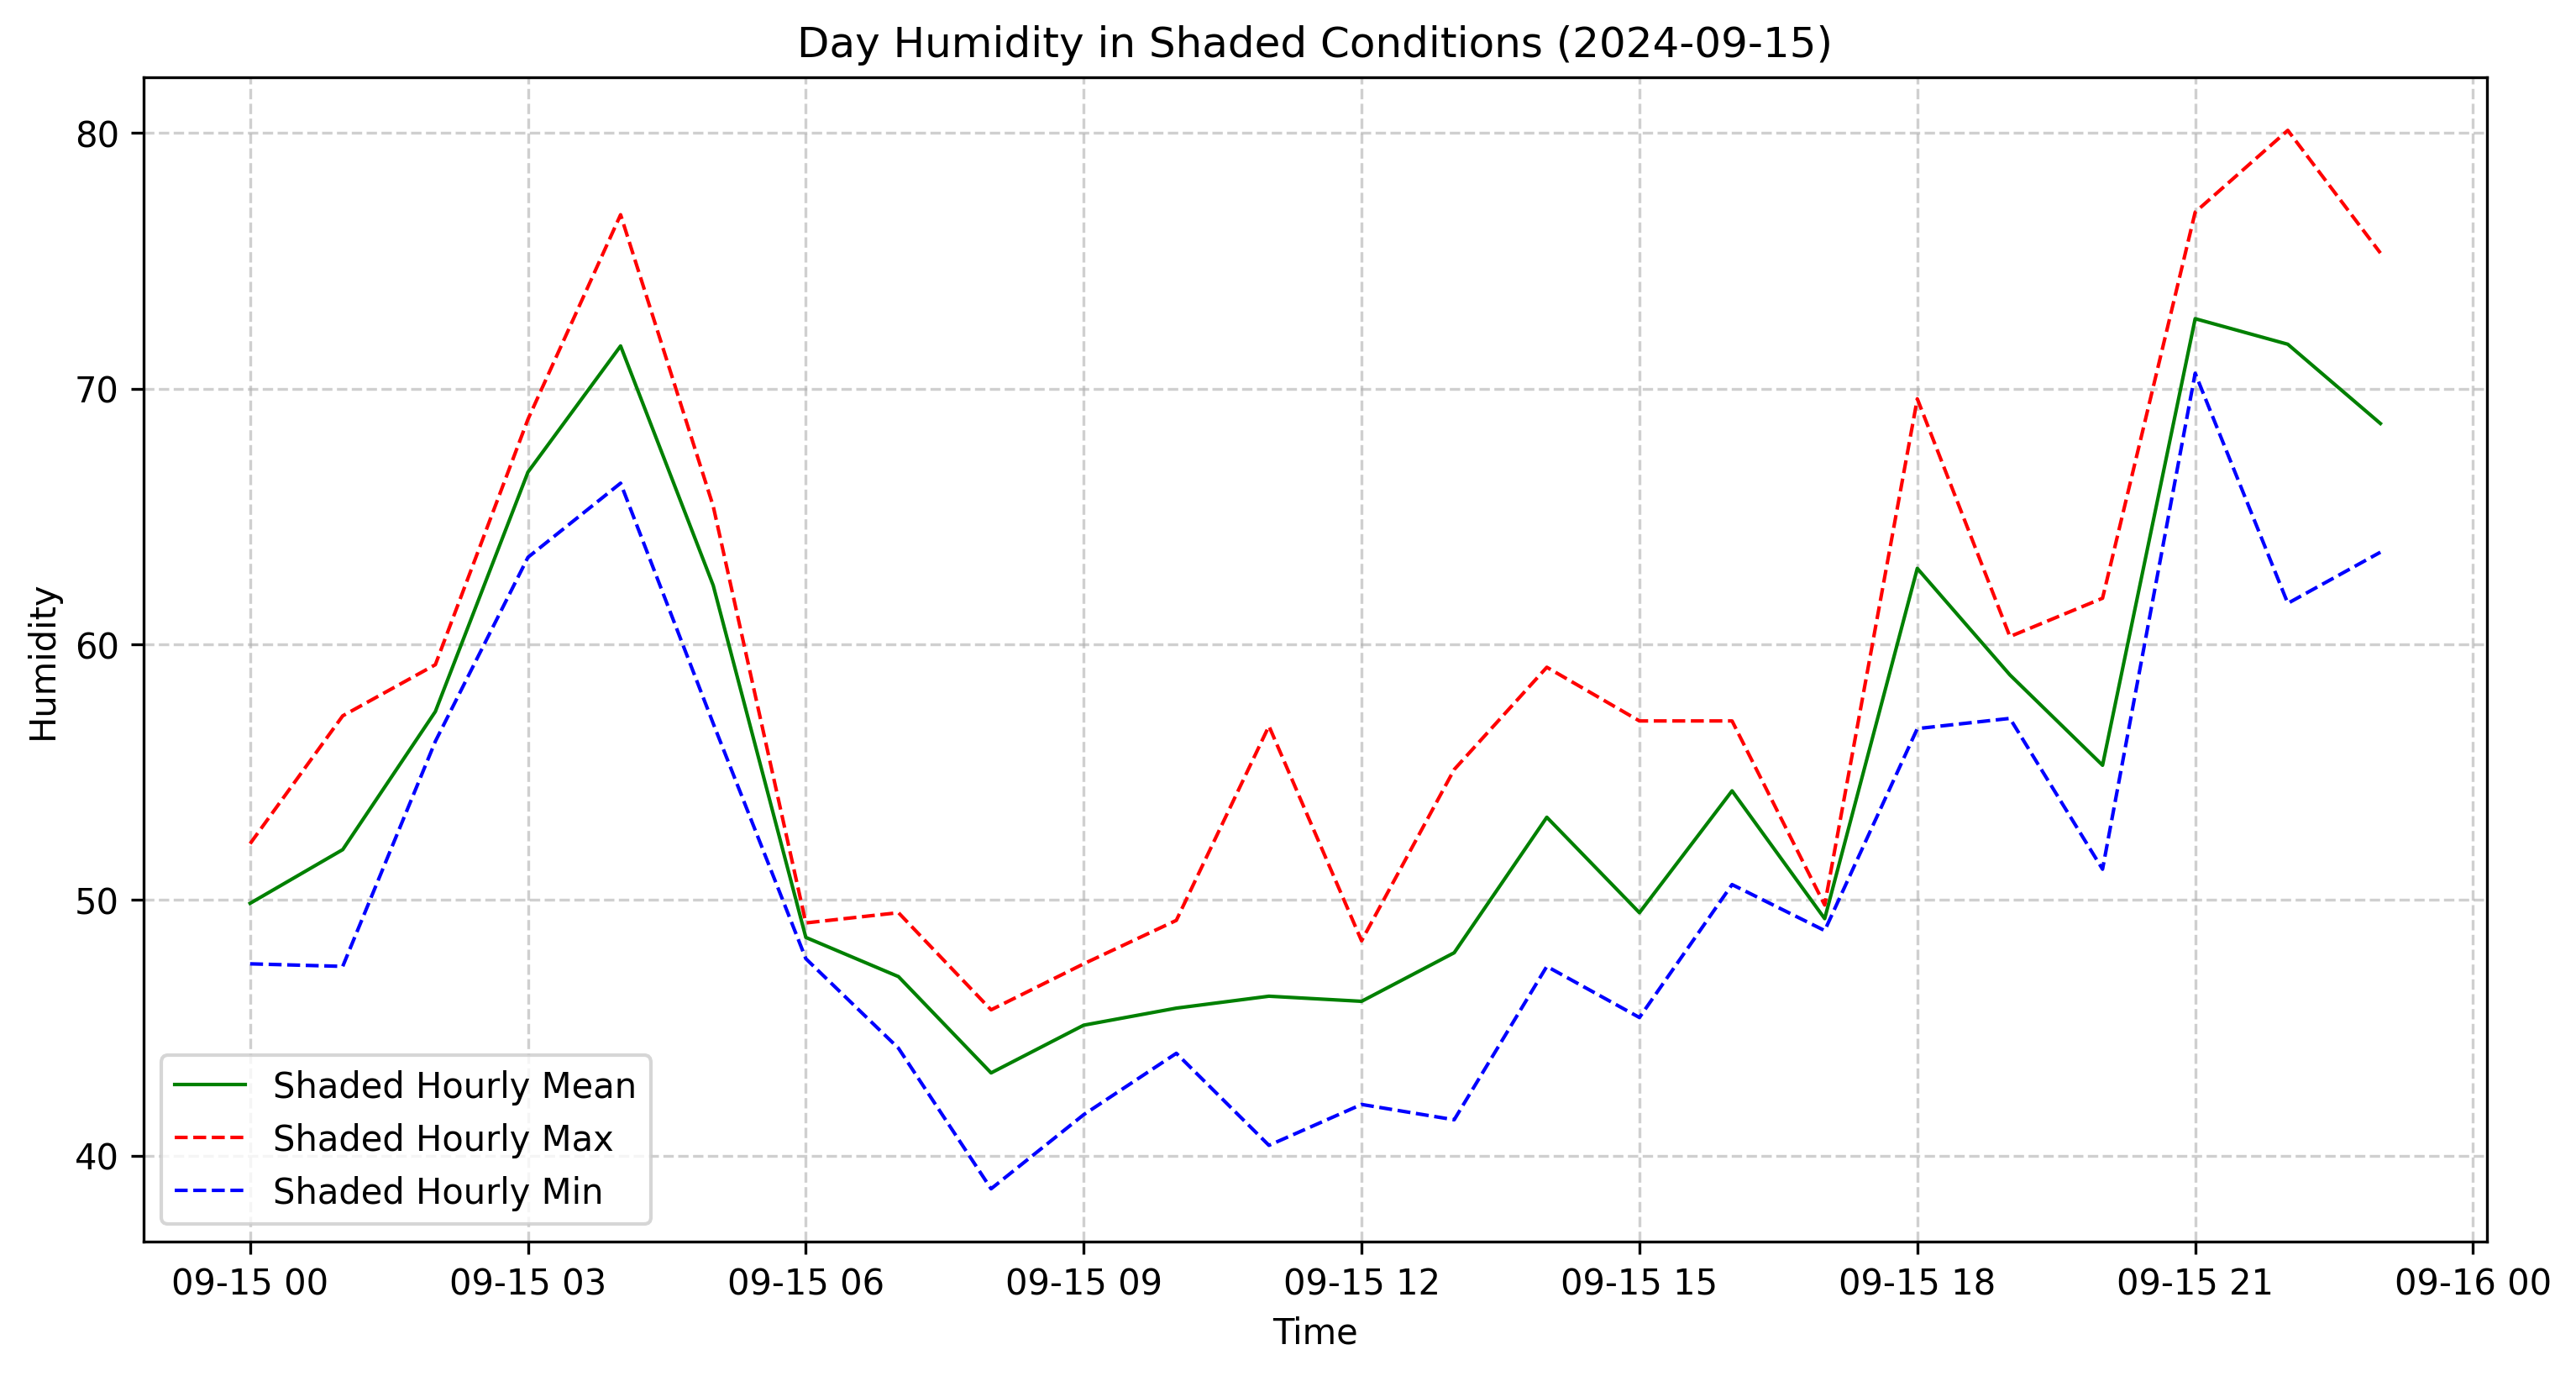 Day Humidity in Shaded Conditions (2024-09-15)
80
70
60
50
40
Humidity
Shaded Hourly Mean
Shaded Hourly Max
Shaded Hourly Min
09-15 00 09-15 03 09-15 06 09-15 09 09-15 12 09-15 15 09-15 18 09-15 21 09-16 00
Time